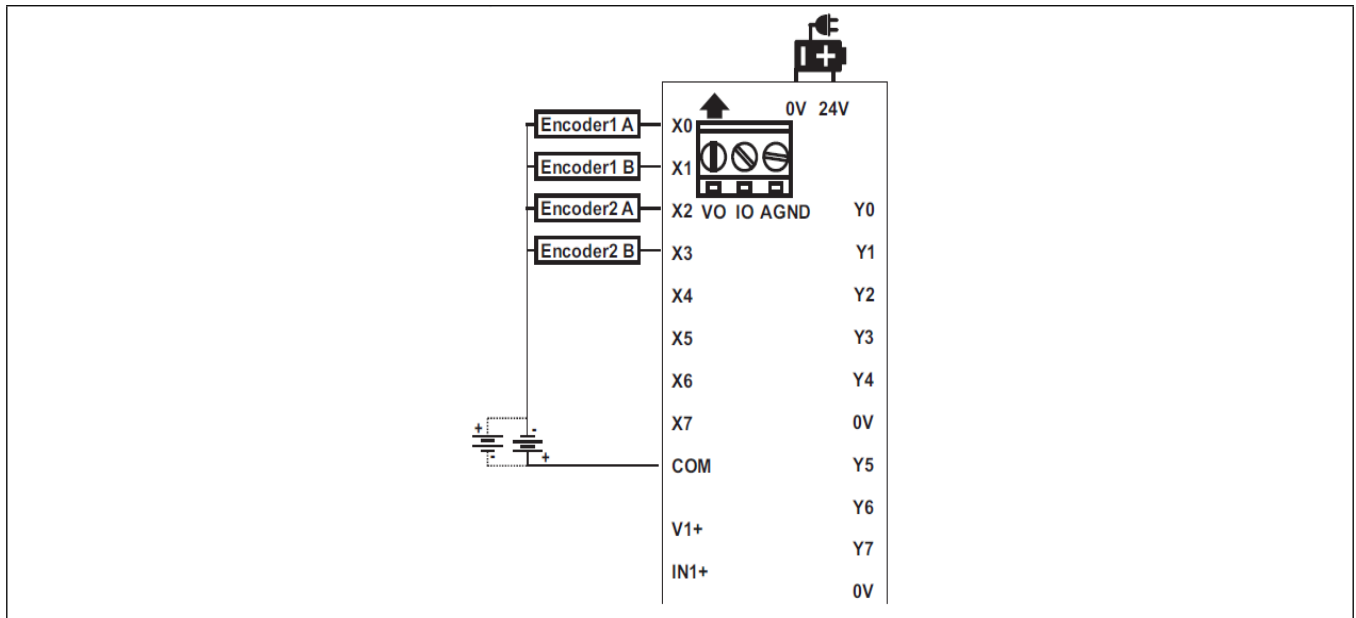 0V 24V
Encoder1 A X0
Encoder1 B X1
Encoder2 A X2 VO IO AGND Y0
Encoder2 B X3 Y1
X4 Y2
X5 Y3
X6 Y4
X7 0V
+ -
- + COM Y5
Y6
V1+
Y7
IN1+
0V